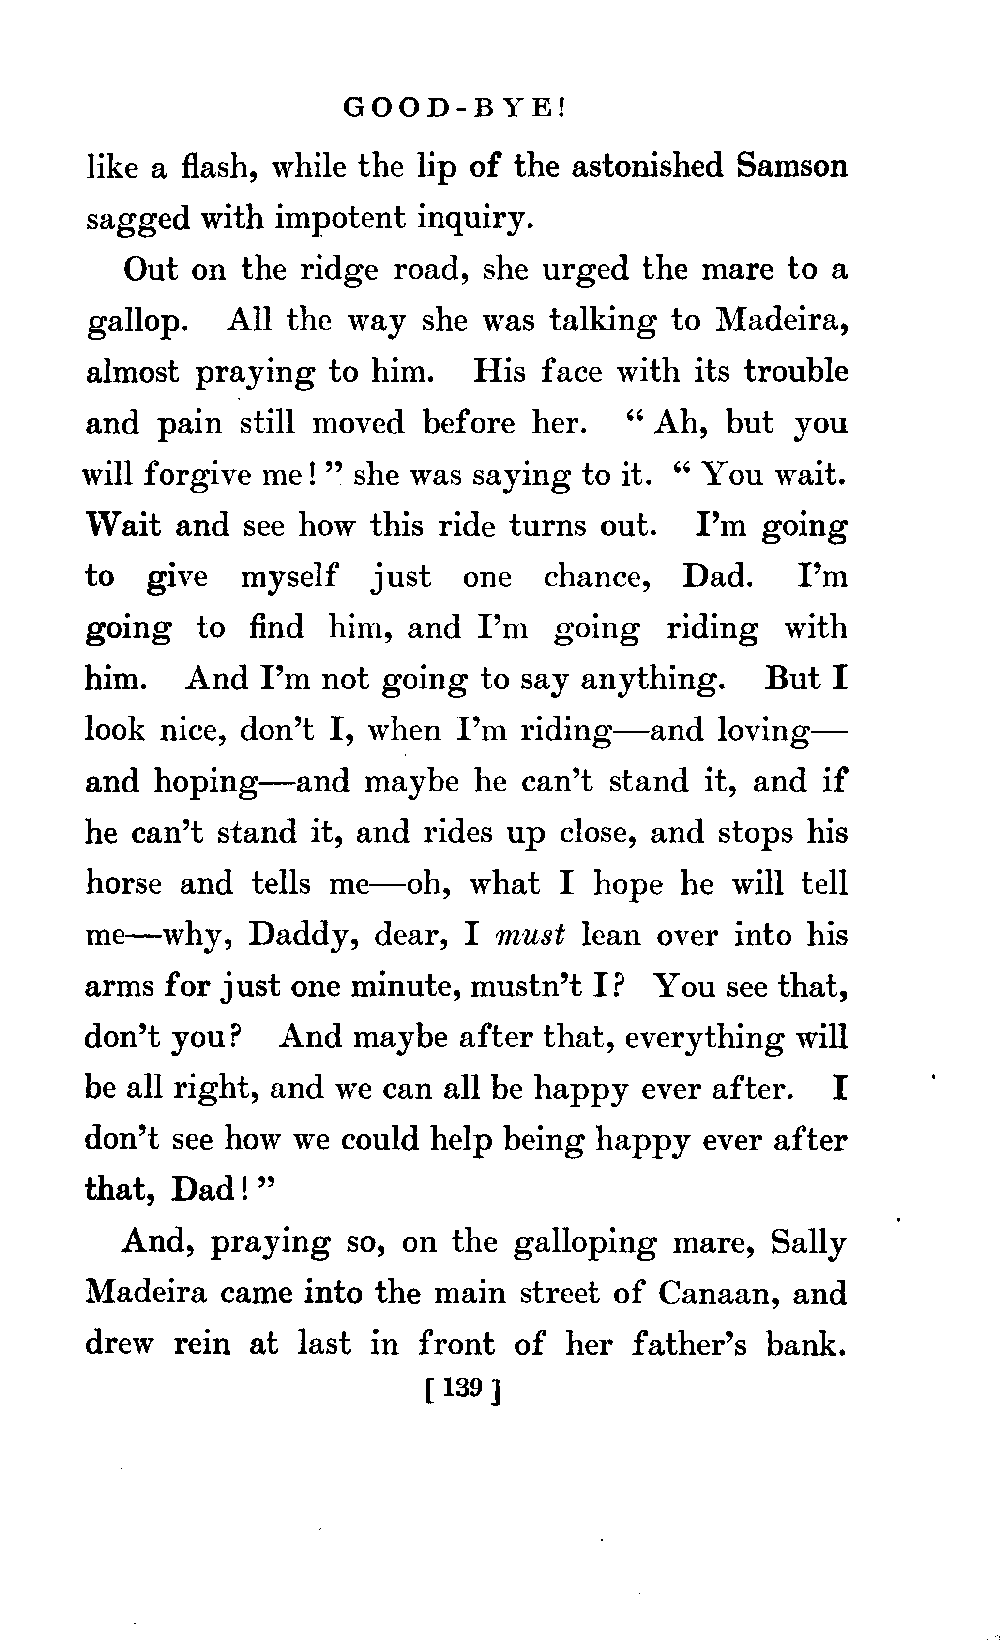 GOOD-BYE!
like a flash, while the lip of the astonished Samson
sagged with impotent inquiry.
Out on the ridge road, she urged the mare to a
gallop. All the way she was talking to Madeira,
almost praying to him. His face with its trouble
and pain still moved before her. “ Ah, but you
will forgive me! ” she was saying to it. “ You wait.
Wait and see how this ride turns out. I’m going
to give myself just one chance, Dad. I’m
going to find him, and I’m going riding with
him. And I’m not going to say anything. But I
look nice, don’t I, when I’m riding—and loving—
and hoping—and maybe he can’t stand it, and if
he can’t stand it, and rides up close, and stops his
horse and tells me—oh, what I hope he will tell
me—why, Daddy, dear, I must lean over into his
arms for just one minute, mustn’t I? You see that,
don’t you? And maybe after that, everything will
be all right, and we can all be happy ever after. I
don’t see how we could help being happy ever after
that, Dad! ”
And, praying so, on the galloping mare, Sally
Madeira came into the main street of Canaan, and
drew rein at last in front of her father’s bank.
[ 139 ]